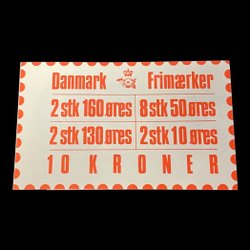 Danmark Frimærker
2 stk 160 øres 8 stk 50 øres
2 stk 130 øres 2 stk 10 øres
10 KRONER